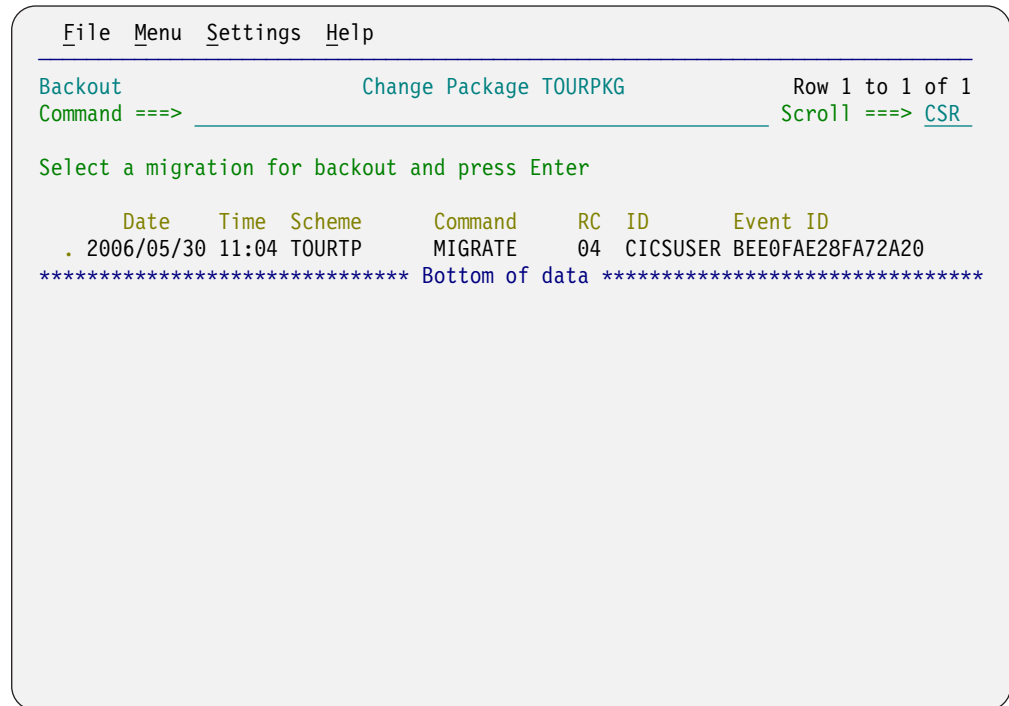 File Menu Settings Help
Backout Change Package TOURPKG Row 1 to 1 of 1
Command ===> Scroll ===> CSR
Select a migration for backout and press Enter
Date Time Scheme Command RC ID Event ID
. 2006/05/30 11:04 TOURTP MIGRATE 04 CICSUSER BEE0FAE28FA72A20
******************************* Bottom of data ********************************